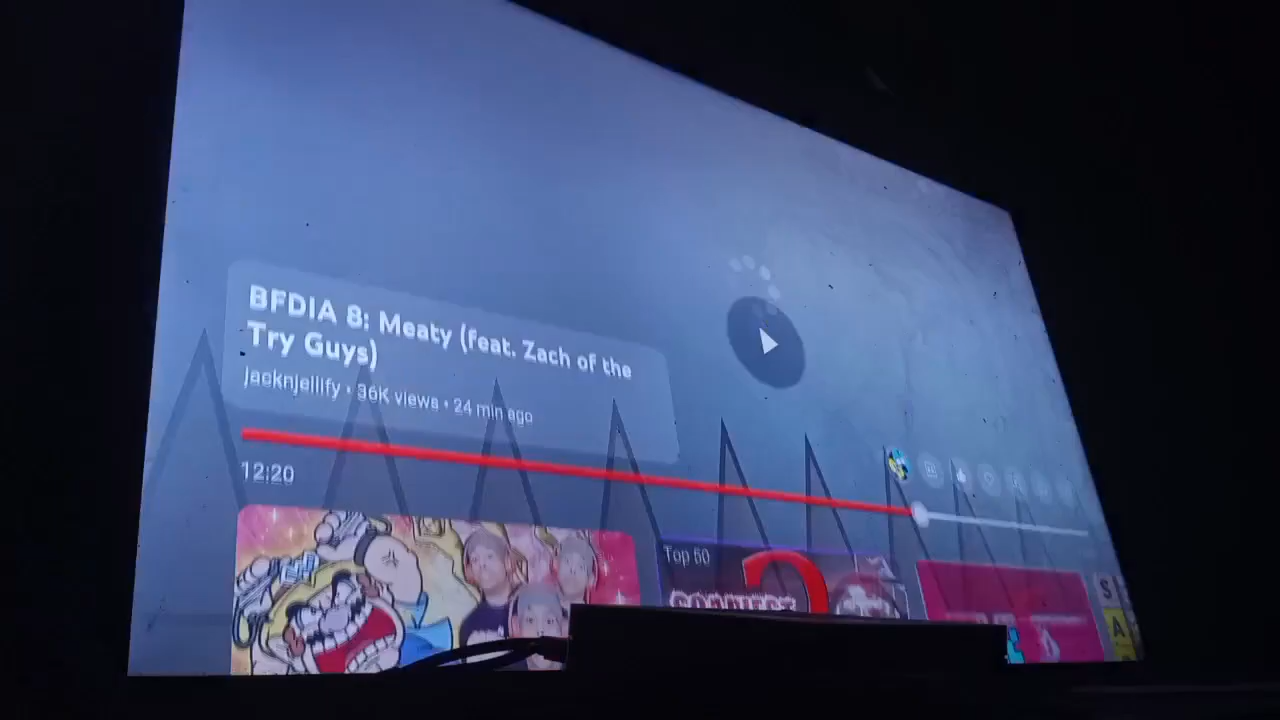 BFDIA 8: Meaty (feat. Zach of the
Try Guys)
jacknjellify • 36K views • 24 min ago
12:20
Top 50
S
A